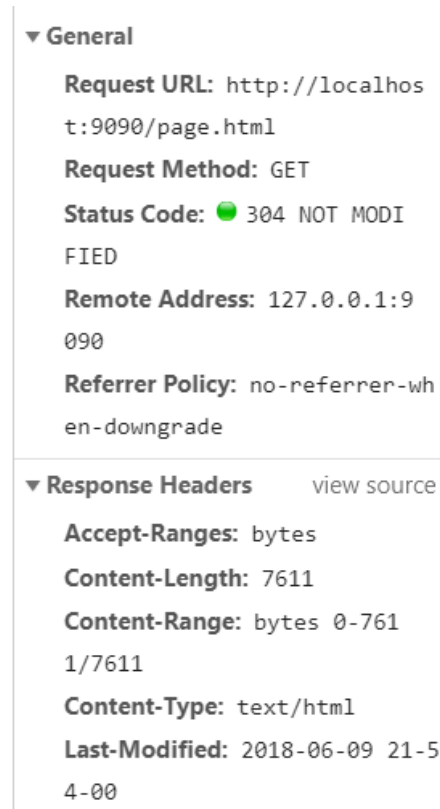 ▼ General
Request URL: http://localhos
t:9090/page.html
Request Method: GET
Status Code: 304 NOT MODI
FIED
Remote Address: 127.0.0.1:9
090
Referrer Policy: no-referrer-wh
en-downgrade
▼ Response Headers view source
Accept-Ranges: bytes
Content-Length: 7611
Content-Range: bytes 0-761
1/7611
Content-Type: text/html
Last-Modified: 2018-06-09 21-5
4-00